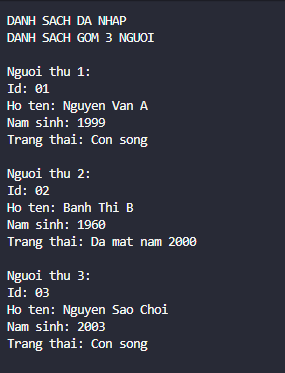 DANH SACH DA NHAP
DANH SACH GOM 3 NGUOI
Nguoi thu 1:
Id: 01
Ho ten: Nguyen Van A
Nam sinh: 1999
Trang thai: Con song
Nguoi thu 2:
Id: 02
Ho ten: Banh Thi B
Nam sinh: 1960
Trang thai: Da mat nam 2000
Nguoi thu 3:
Id: 03
Ho ten: Nguyen Sao Choi
Nam sinh: 2003
Trang thai: Con song